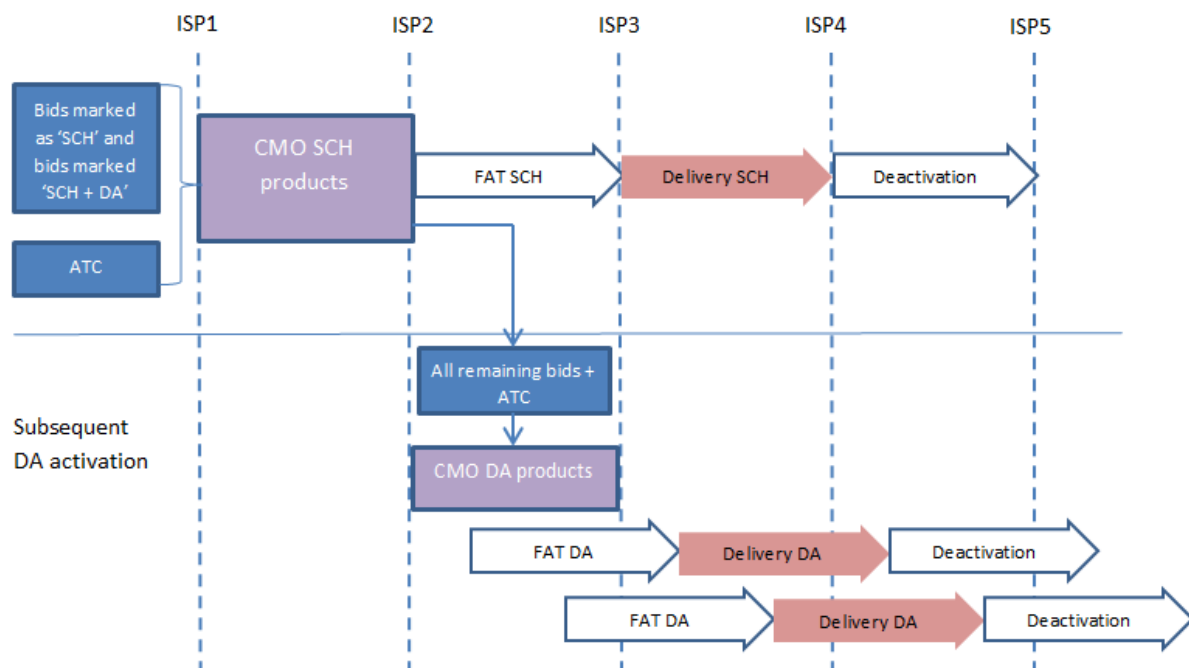 ISP1
ISP2
ISP3
ISP4
ISP5
Bids marked
as ‘SCH’ and
bids marked
‘SCH + DA’
ATC
CMO SCH
products
FAT SCH
Delivery SCH
Deactivation
All remaining bids +
ATC
Subsequent
DA activation
CMO DA products
FAT DA
Delivery DA
Deactivation
FAT DA
Delivery DA
Deactivation